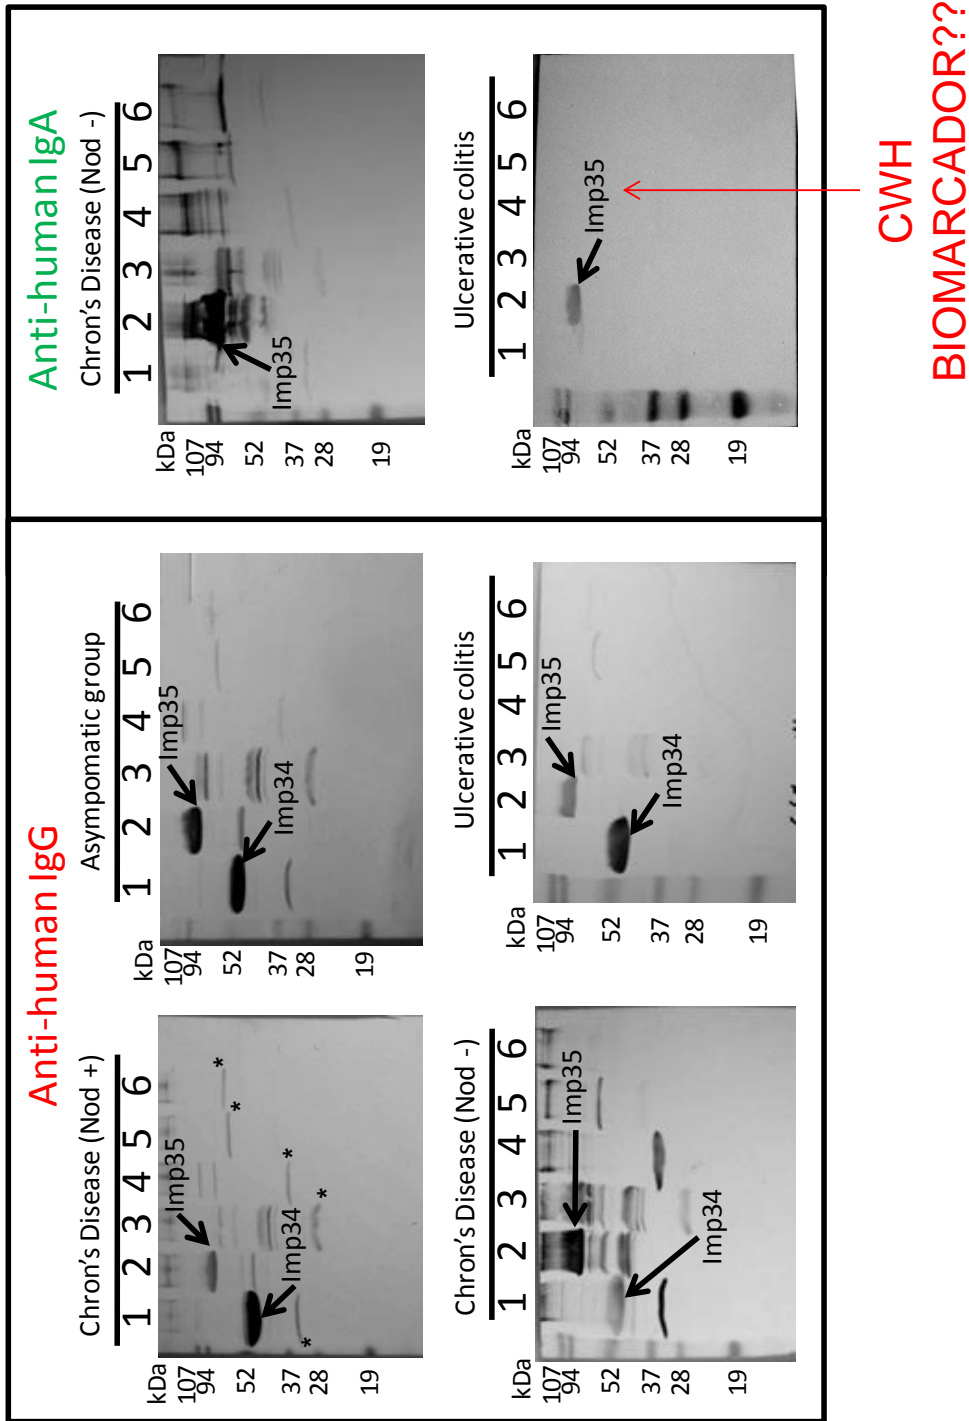 Anti-human IgG
Chron's Disease (Nod +)
1 2 3 4 5 6
kDa
107
94
52
37
28
19
Imp35
Imp34
*
*
*
*
*
Asympomatic group
1 2 3 4 5 6
kDa
107
94
52
37
28
19
Imp35
Imp34
Chron's Disease (Nod -)
1 2 3 4 5 6
kDa
107
94
52
37
28
19
Imp35
Imp34
Ulcerative colitis
1 2 3 4 5 6
kDa
107
94
52
37
28
19
Imp35
Imp34
Anti-human IgA
Chron's Disease (Nod -)
1 2 3 4 5 6
kDa
107
94
52
37
28
19
Imp35
Ulcerative colitis
1 2 3 4 5 6
kDa
107
94
52
37
28
19
Imp35
CWH
BIOMARCADOR??